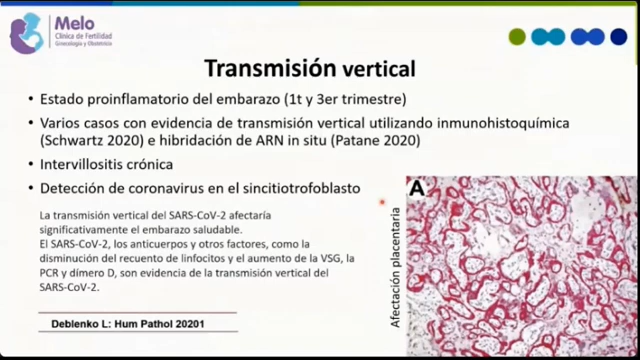 Melo
Clínica de Fertilidad
Ginecología y Obstetricia
Transmisión vertical
• Estado proinflamatorio del embarazo (1t y 3er trimestre)
• Varios casos con evidencia de transmisión vertical utilizando inmunohistoquímica
(Schwartz 2020) e hibridación de ARN in situ (Patane 2020)
• Intervillositis crónica
• Detección de coronavirus en el sincitiotrofoblasto
La transmisión vertical del SARS-CoV-2 afectaría
significativamente el embarazo saludable.
El SARS-CoV-2, los anticuerpos y otros factores, como la
disminución del recuento de linfocitos y el aumento de la VSG, la
PCR y dímero D, son evidencia de la transmisión vertical del
SARS-CoV-2.
Deblenko L: Hum Pathol 20201
Afectación placentaria
A